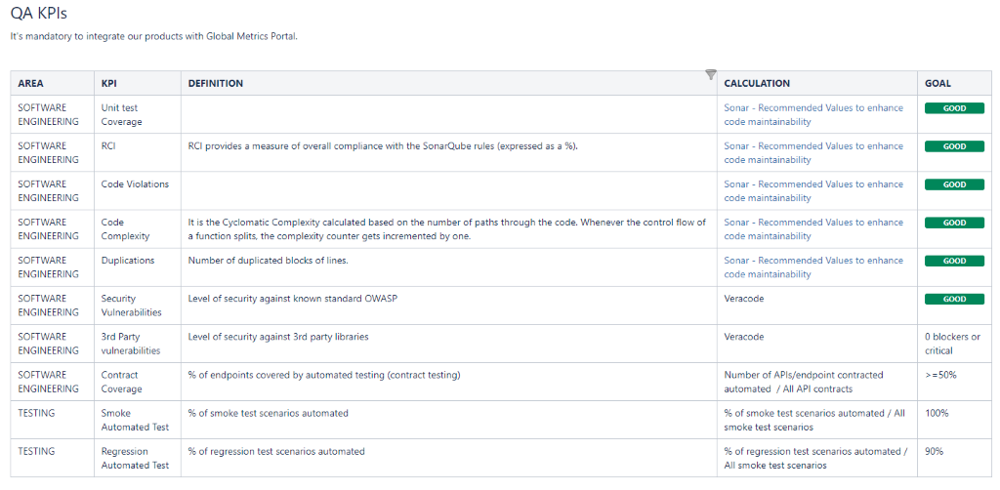 QA KPIs
It's mandatory to integrate our products with Global Metrics Portal.
AREA KPI DEFINITION CALCULATION GOAL
SOFTWARE ENGINEERING
Unit test Coverage
Sonar - Recommended Values to enhance code maintainability
GOOD
SOFTWARE ENGINEERING
RCI
RCI provides a measure of overall compliance with the SonarQube rules (expressed as a %).
Sonar - Recommended Values to enhance code maintainability
GOOD
SOFTWARE ENGINEERING
Code Violations
Sonar - Recommended Values to enhance code maintainability
GOOD
SOFTWARE ENGINEERING
Code Complexity
It is the Cyclomatic Complexity calculated based on the number of paths through the code. Whenever the control flow of a function splits, the complexity counter gets incremented by one.
Sonar - Recommended Values to enhance code maintainability
GOOD
SOFTWARE ENGINEERING
Duplications
Number of duplicated blocks of lines.
Sonar - Recommended Values to enhance code maintainability
GOOD
SOFTWARE ENGINEERING
Security Vulnerabilities
Level of security against known standard OWASP
Veracode
GOOD
SOFTWARE ENGINEERING
3rd Party vulnerabilities
Level of security against 3rd party libraries
Veracode
0 blockers or critical
SOFTWARE ENGINEERING
Contract Coverage
% of endpoints covered by automated testing (contract testing)
Number of APIs/endpoint contracted automated / All API contracts
>=50%
TESTING
Smoke Automated Test
% of smoke test scenarios automated
% of smoke test scenarios automated / All smoke test scenarios
100%
TESTING
Regression Automated Test
% of regression test scenarios automated
% of regression test scenarios automated / All smoke test scenarios
90%